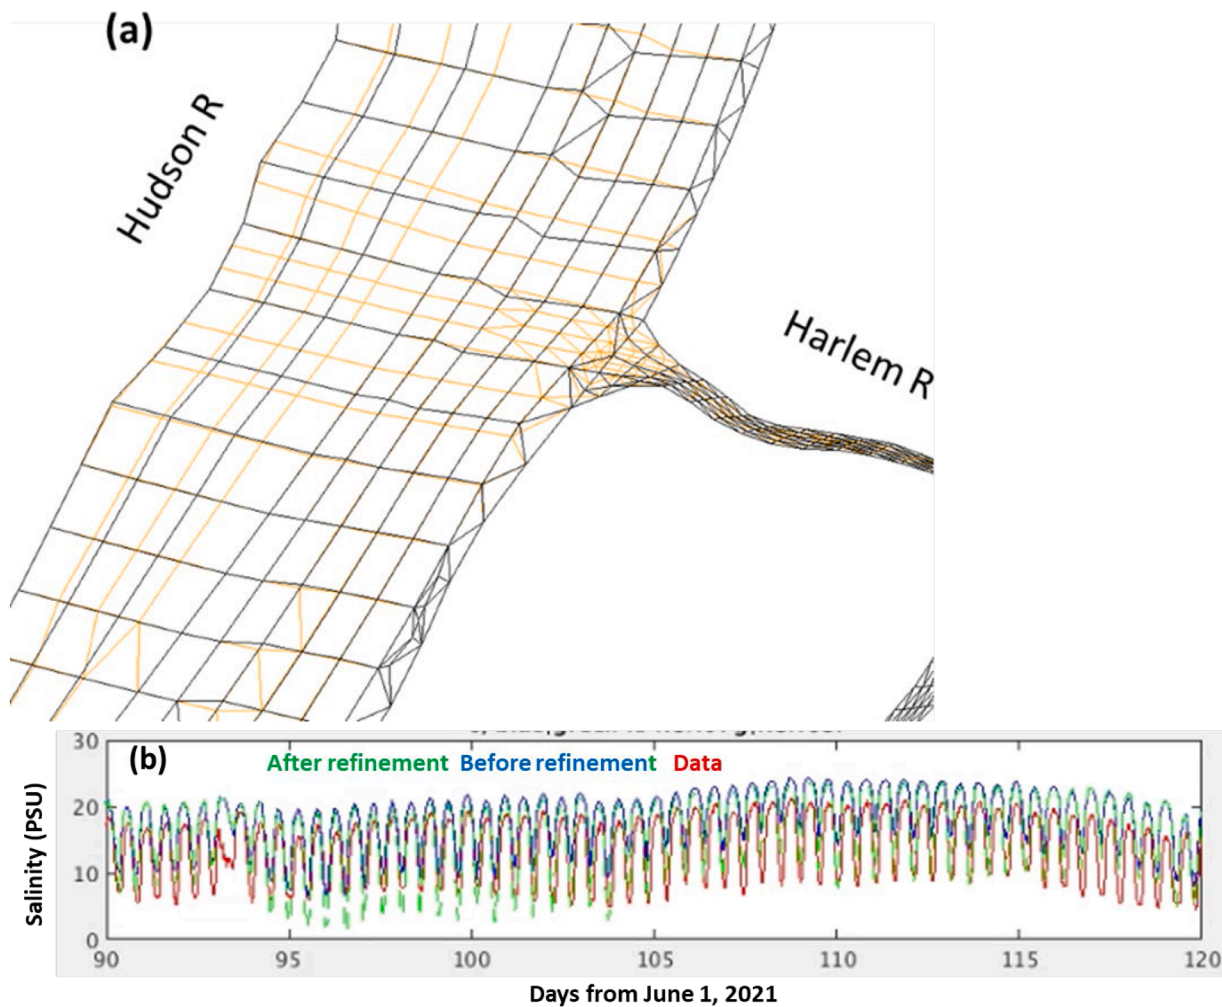 (a)
Hudson R
Harlem R
(b)
After refinement Before refinement Data
Salinity (PSU)
30
20
10
0
90 95 100 105 110 115 120
Days from June 1, 2021